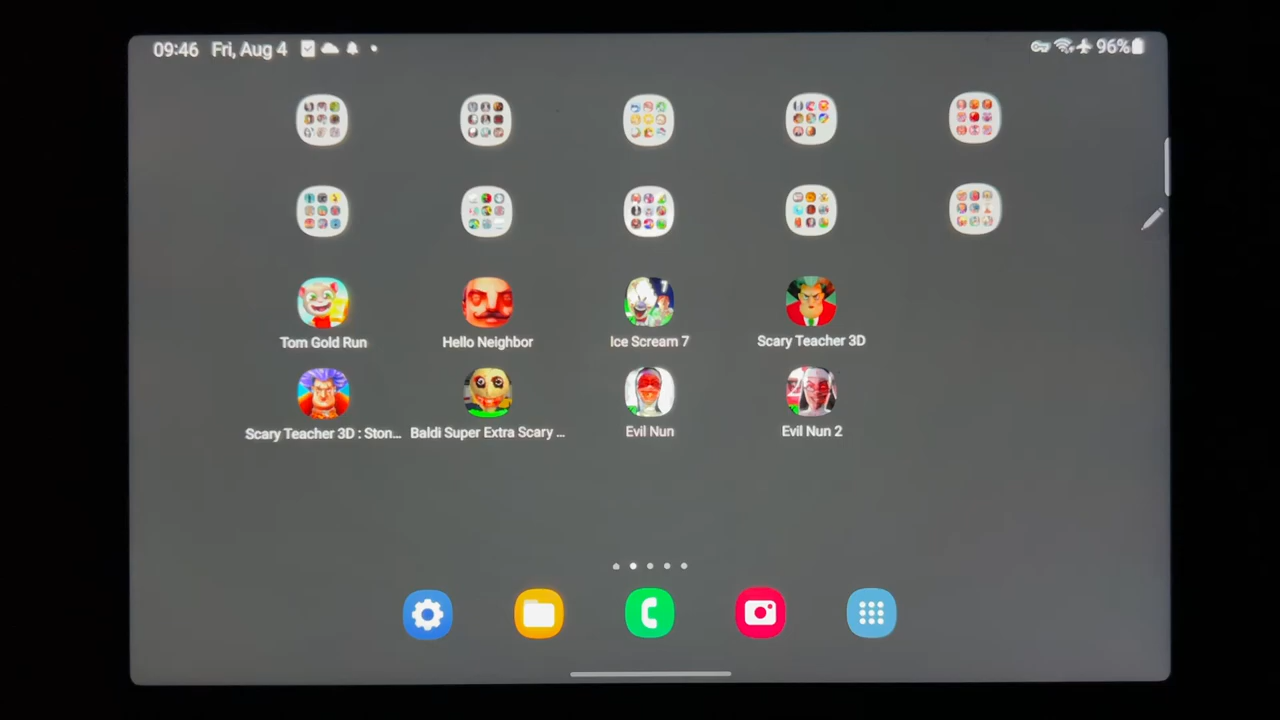 09:46 Fri, Aug 4 96%
Tom Gold Run Hello Neighbor Ice Scream 7 Scary Teacher 3D
Scary Teacher 3D : Ston... Baldi Super Extra Scary ... Evil Nun Evil Nun 2